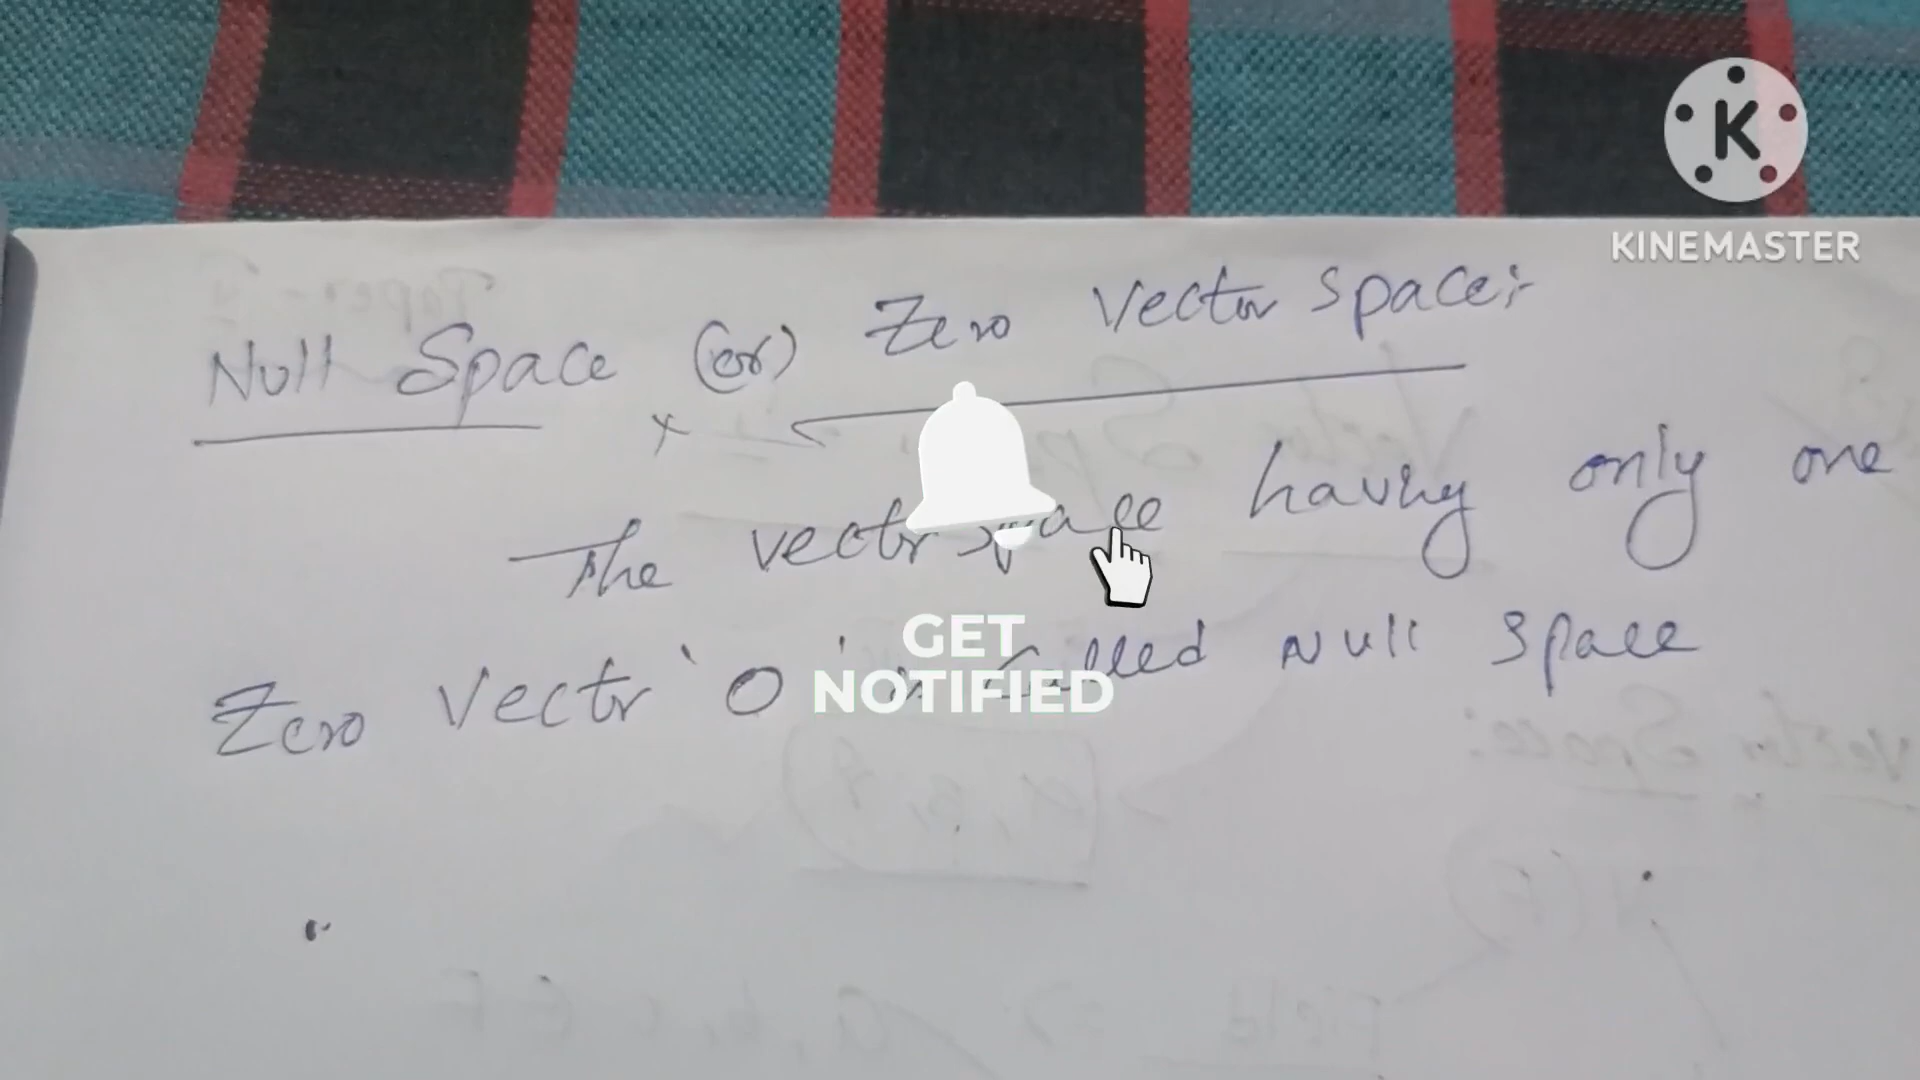 KINEMASTER
Null Space (or) Zero Vector Space:-
The vector space having only one
Zero Vector 'O' is Called Null Space
GET
NOTIFIED